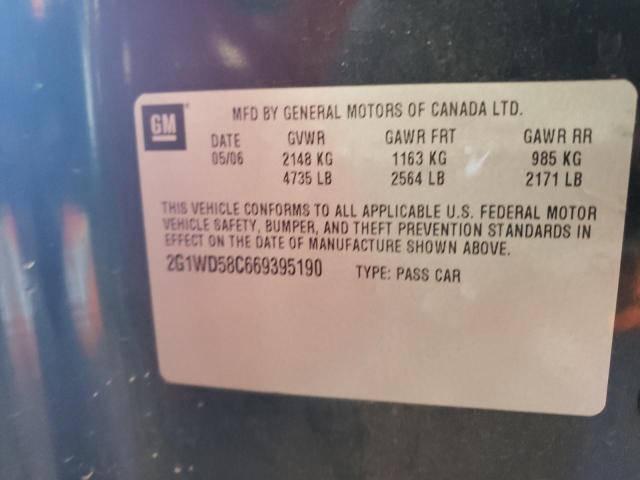 GM
MFD BY GENERAL MOTORS OF CANADA LTD.
DATE GVWR GAWR FRT GAWR RR
05/06 2148 KG 1163 KG 985 KG
4735 LB 2564 LB 2171 LB
THIS VEHICLE CONFORMS TO ALL APPLICABLE U.S. FEDERAL MOTOR
VEHICLE SAFETY, BUMPER, AND THEFT PREVENTION STANDARDS IN
EFFECT ON THE DATE OF MANUFACTURE SHOWN ABOVE.
2G1WD58C669395190 TYPE: PASS CAR